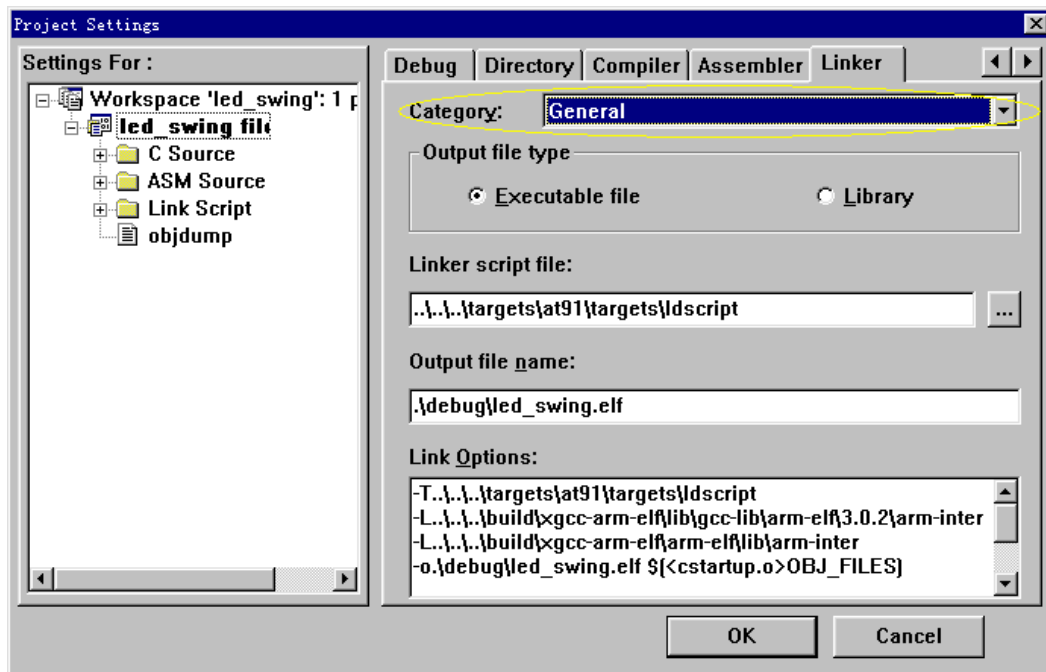 Project Settings
Settings For :
Workspace 'led_swing': 1 p
led_swing file
C Source
ASM Source
Link Script
objdump
Debug
Directory
Compiler
Assembler
Linker
Category:
General
Output file type
Executable file
Library
Linker script file:
..\..\..\targets\at91\targets\ldscript
...
Output file name:
.\debug\led_swing.elf
Link Options:
-T..\..\..\targets\at91\targets\ldscript
-L..\..\..\build\xgcc-arm-elf\lib\gcc-lib\arm-elf\3.0.2\arm-inter
-L..\..\..\build\xgcc-arm-elf\arm-elf\lib\arm-inter
-o.\debug\led_swing.elf $(<cstartup.o>OBJ_FILES)
OK
Cancel